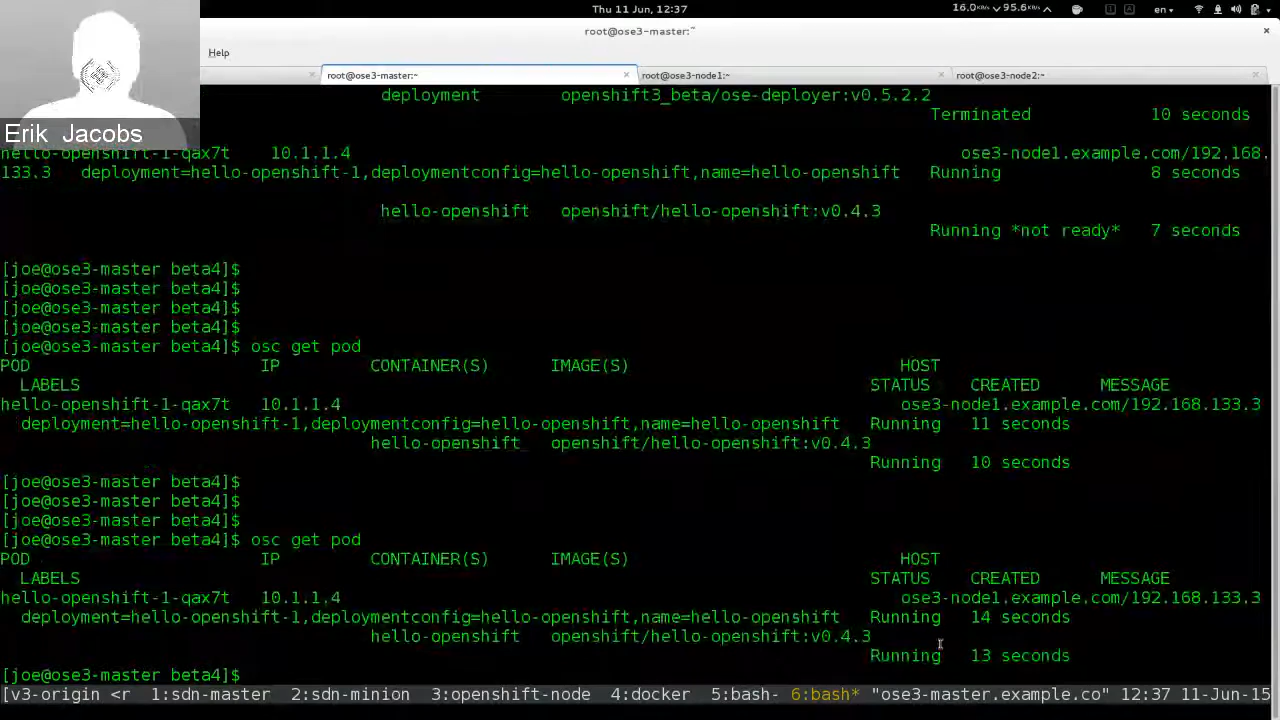 Thu 11 Jun, 12:37
16.0KB/s 95.6KB/s
en
root@ose3-master:~
Help
root@ose3-master:~ root@ose3-node1:~ root@ose3-node2:~
Erik Jacobs
deployment openshift3_beta/ose-deployer:v0.5.2.2
Terminated 10 seconds
hello-openshift-1-qax7t 10.1.1.4 ose3-node1.example.com/192.168.
133.3 deployment=hello-openshift-1,deploymentconfig=hello-openshift,name=hello-openshift Running 8 seconds
hello-openshift openshift/hello-openshift:v0.4.3
Running *not ready* 7 seconds
[joe@ose3-master beta4]$
[joe@ose3-master beta4]$
[joe@ose3-master beta4]$
[joe@ose3-master beta4]$
[joe@ose3-master beta4]$ osc get pod
POD IP CONTAINER(S) IMAGE(S) HOST
LABELS STATUS CREATED MESSAGE
hello-openshift-1-qax7t 10.1.1.4 ose3-node1.example.com/192.168.133.3
deployment=hello-openshift-1,deploymentconfig=hello-openshift,name=hello-openshift Running 11 seconds
hello-openshift openshift/hello-openshift:v0.4.3
Running 10 seconds
[joe@ose3-master beta4]$
[joe@ose3-master beta4]$
[joe@ose3-master beta4]$
[joe@ose3-master beta4]$ osc get pod
POD IP CONTAINER(S) IMAGE(S) HOST
LABELS STATUS CREATED MESSAGE
hello-openshift-1-qax7t 10.1.1.4 ose3-node1.example.com/192.168.133.3
deployment=hello-openshift-1,deploymentconfig=hello-openshift,name=hello-openshift Running 14 seconds
hello-openshift openshift/hello-openshift:v0.4.3
Running 13 seconds
[joe@ose3-master beta4]$
[v3-origin <r 1:sdn-master 2:sdn-minion 3:openshift-node 4:docker 5:bash- 6:bash* "ose3-master.example.co" 12:37 11-Jun-15